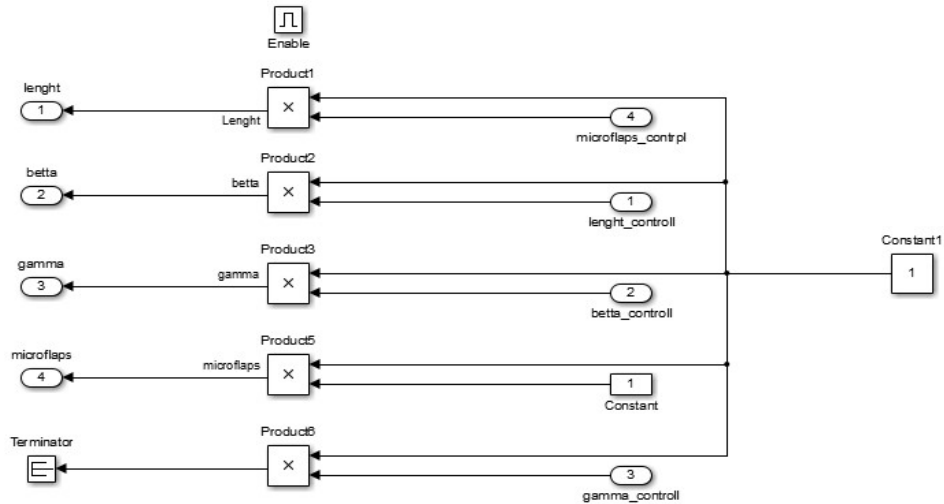 Enable
Product1
lenght
1
Lenght
4
microflaps_contrpl
Product2
betta
betta
2
1
lenght_controll
Constant1
1
Product3
gamma
gamma
3
2
betta_controll
Product5
microflaps
microflaps
4
1
Constant
Product6
Terminator
3
gamma_controll